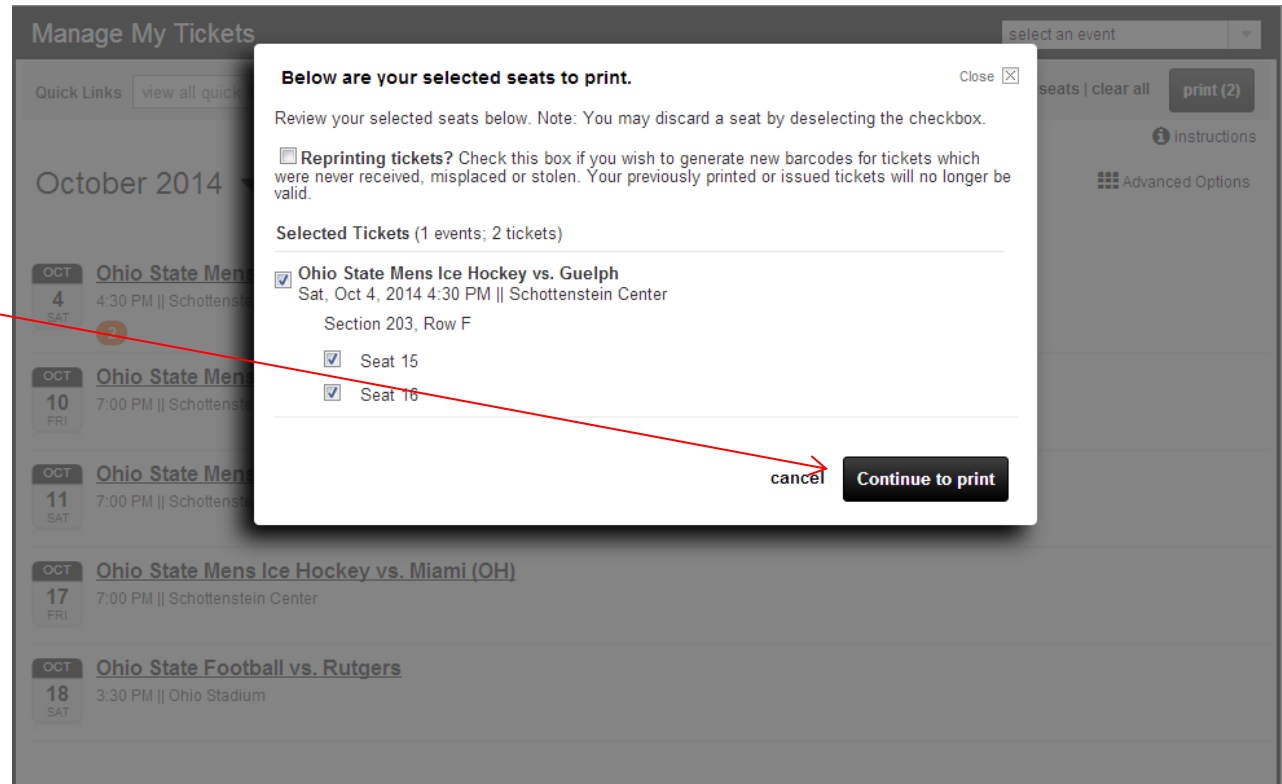 Manage My Tickets
select an event
Quick Links view all quick
seats | clear all print (2)
instructions
October 2014
Advanced Options
Below are your selected seats to print.
Close
Review your selected seats below. Note: You may discard a seat by deselecting the checkbox.
Reprinting tickets? Check this box if you wish to generate new barcodes for tickets which
were never received, misplaced or stolen. Your previously printed or issued tickets will no longer be
valid.
Selected Tickets (1 events; 2 tickets)
Ohio State Mens Ice Hockey vs. Guelph
Sat, Oct 4, 2014 4:30 PM || Schottenstein Center
Section 203, Row F
Seat 15
Seat 16
cancel Continue to print
OCT
4
SAT
Ohio State Mens
4:30 PM || Schottenste
2
OCT
10
FRI
Ohio State Mens
7:00 PM || Schottenste
OCT
11
SAT
Ohio State Mens
7:00 PM || Schottenste
OCT
17
FRI
Ohio State Mens Ice Hockey vs. Miami (OH)
7:00 PM || Schottenstein Center
OCT
18
SAT
Ohio State Football vs. Rutgers
3:30 PM || Ohio Stadium